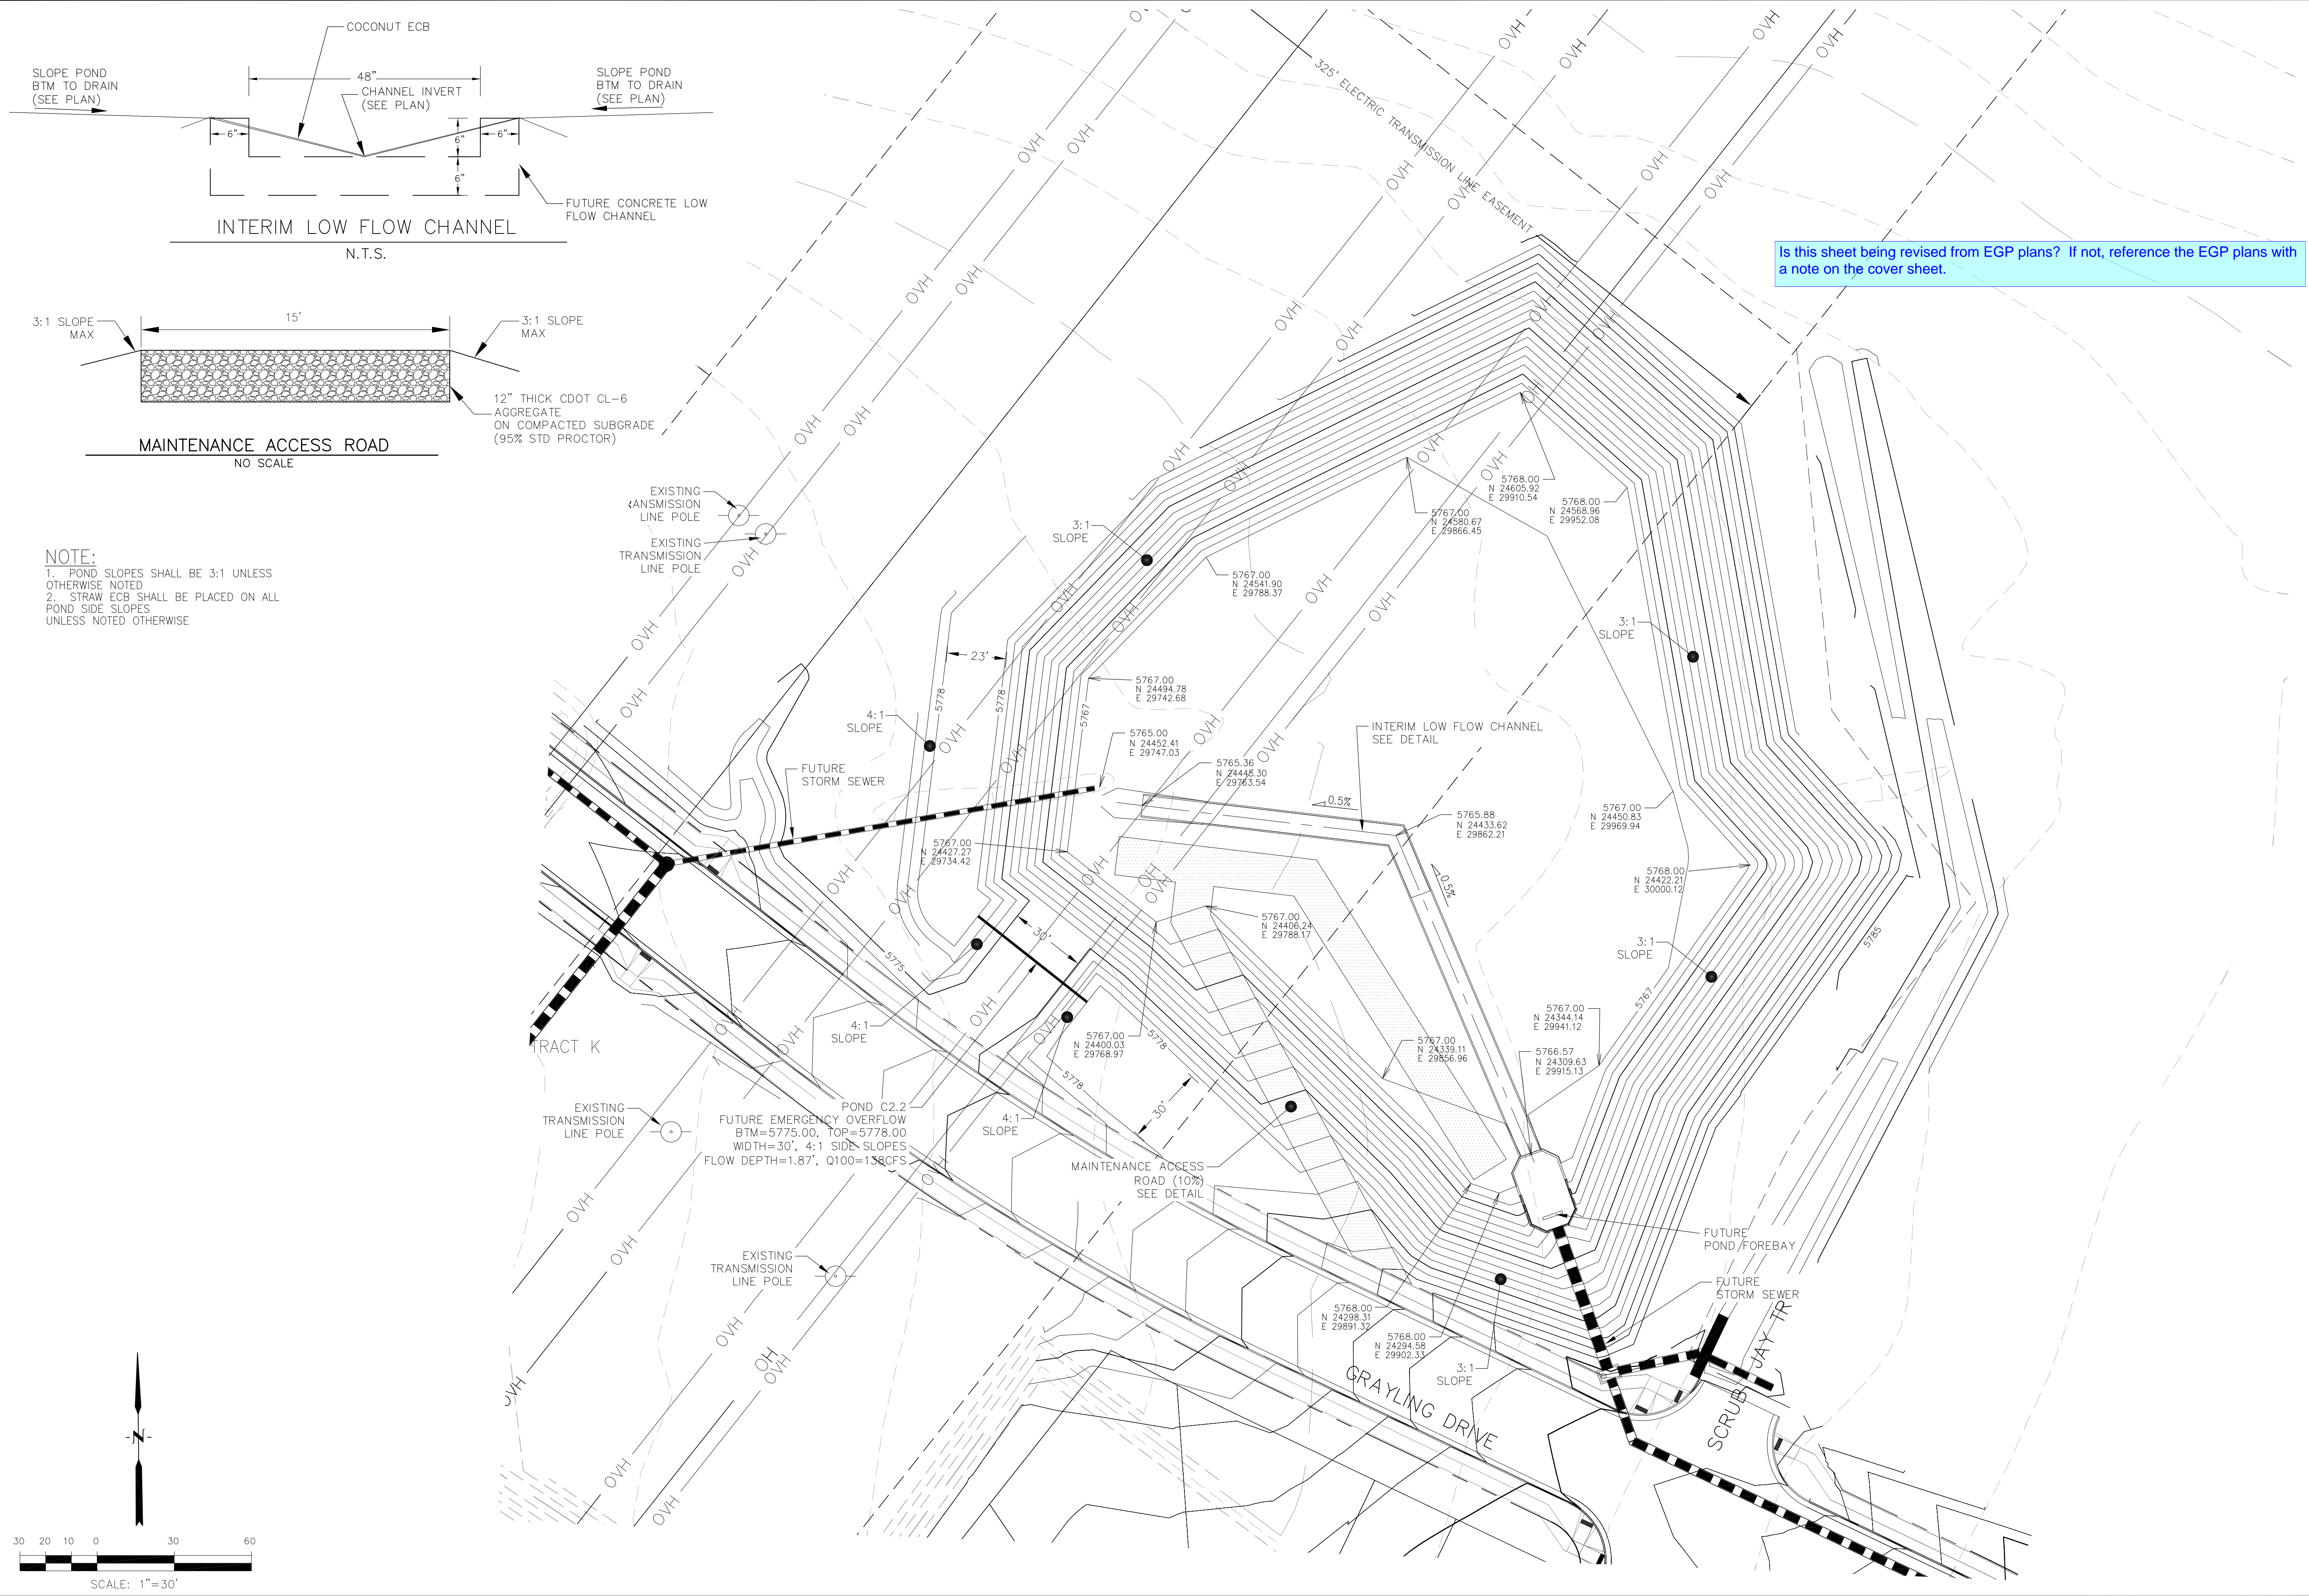 COCONUT ECB
SLOPE POND
BTM TO DRAIN
(SEE PLAN)
48"
CHANNEL INVERT
(SEE PLAN)
SLOPE POND
BTM TO DRAIN
(SEE PLAN)
6"
6"
6"
6"
FUTURE CONCRETE LOW
FLOW CHANNEL
INTERIM LOW FLOW CHANNEL
N.T.S.
3:1 SLOPE
MAX
15'
3:1 SLOPE
MAX
12" THICK CDOT CL-6
AGGREGATE
ON COMPACTED SUBGRADE
(95% STD PROCTOR)
MAINTENANCE ACCESS ROAD
NO SCALE
NOTE:
1. POND SLOPES SHALL BE 3:1 UNLESS
OTHERWISE NOTED
2. STRAW ECB SHALL BE PLACED ON ALL
POND SIDE SLOPES
UNLESS NOTED OTHERWISE
325' ELECTRIC TRANSMISSION LINE EASEMENT
Is this sheet being revised from EGP plans? If not, reference the EGP plans with
a note on the cover sheet.
OVH
OVH
OVH
OVH
OVH
OVH
OVH
OVH
OVH
OVH
OVH
OVH
EXISTING
ANSMISSION
LINE POLE
EXISTING
TRANSMISSION
LINE POLE
3:1
SLOPE
5768.00
N 24605.92
E 29910.54
5768.00
N 24568.96
E 29952.08
5767.00
N 24580.67
E 29866.45
5767.00
N 24541.90
E 29788.37
3:1
SLOPE
23'
5778
5778
5767
5767.00
N 24494.78
E 29742.68
4:1
SLOPE
5765.00
N 24452.41
E 29747.03
INTERIM LOW FLOW CHANNEL
SEE DETAIL
FUTURE
STORM SEWER
5765.36
N 24445.30
E 29763.54
0.5%
5765.88
N 24433.62
E 29862.21
5767.00
N 24450.83
E 29969.94
5767.00
N 24427.27
E 29734.42
0.5%
5768.00
N 24422.21
E 30000.12
5767.00
N 24406.24
E 29788.17
30'
5775
3:1
SLOPE
5785
5767
4:1
SLOPE
5767.00
N 24400.03
E 29768.97
5778
5767.00
N 24339.11
E 29856.96
5767.00
N 24344.14
E 29941.12
5766.57
N 24309.63
E 29915.13
TRACT K
5778
30'
4:1
SLOPE
EXISTING
TRANSMISSION
LINE POLE
POND C2.2
FUTURE EMERGENCY OVERFLOW
BTM=5775.00, TOP=5778.00
WIDTH=30', 4:1 SIDE SLOPES
FLOW DEPTH=1.87', Q100=138CFS
MAINTENANCE ACCESS
ROAD (10%)
SEE DETAIL
FUTURE
POND FOREBAY
EXISTING
TRANSMISSION
LINE POLE
FUTURE
STORM SEWER
5768.00
N 24298.31
E 29891.32
5768.00
N 24294.58
E 29902.33
3:1
SLOPE
GRAYLING DRIVE
SCRUB JAY TR
OH
OVH
-N-
30 20 10 0 30 60
SCALE: 1"=30'